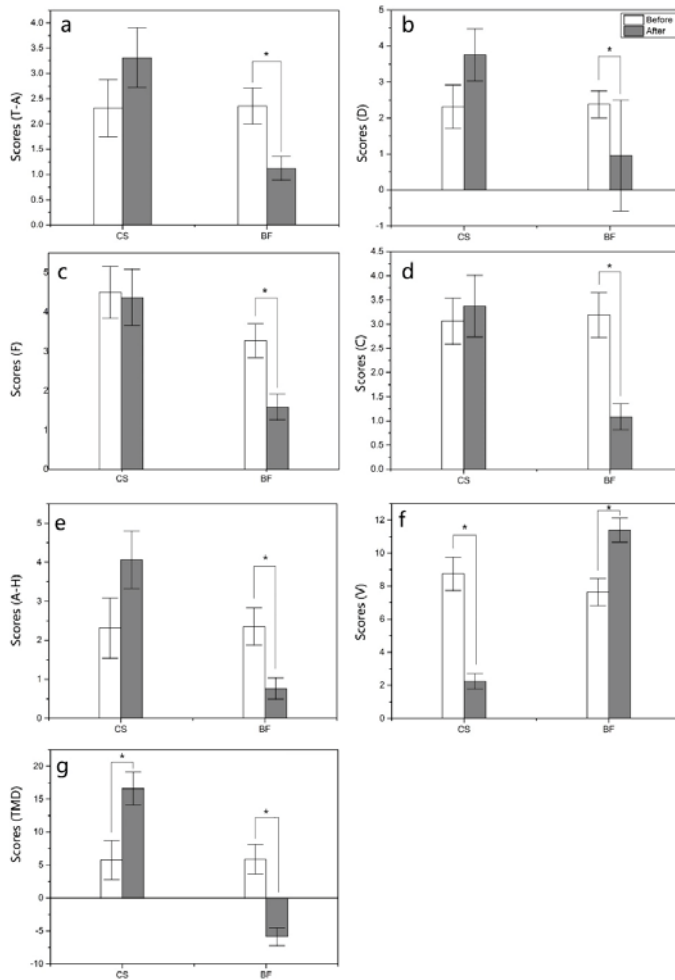 a
Scores (T-A)
4.0
3.5
3.0
2.5
2.0
1.5
1.0
0.5
0.0
*
CS
BF
b
Before
After
Scores (D)
5
4
3
2
1
0
-1
*
CS
BF
c
Scores (F)
5
4
3
2
1
0
*
CS
BF
d
Scores (C)
4.5
4.0
3.5
3.0
2.5
2.0
1.5
1.0
0.5
0.0
*
CS
BF
e
Scores (A-H)
5
4
3
2
1
0
*
CS
BF
f
Scores (V)
12
10
8
6
4
2
0
*
*
CS
BF
g
Scores (TMD)
20
15
10
5
0
-5
-10
*
*
CS
BF